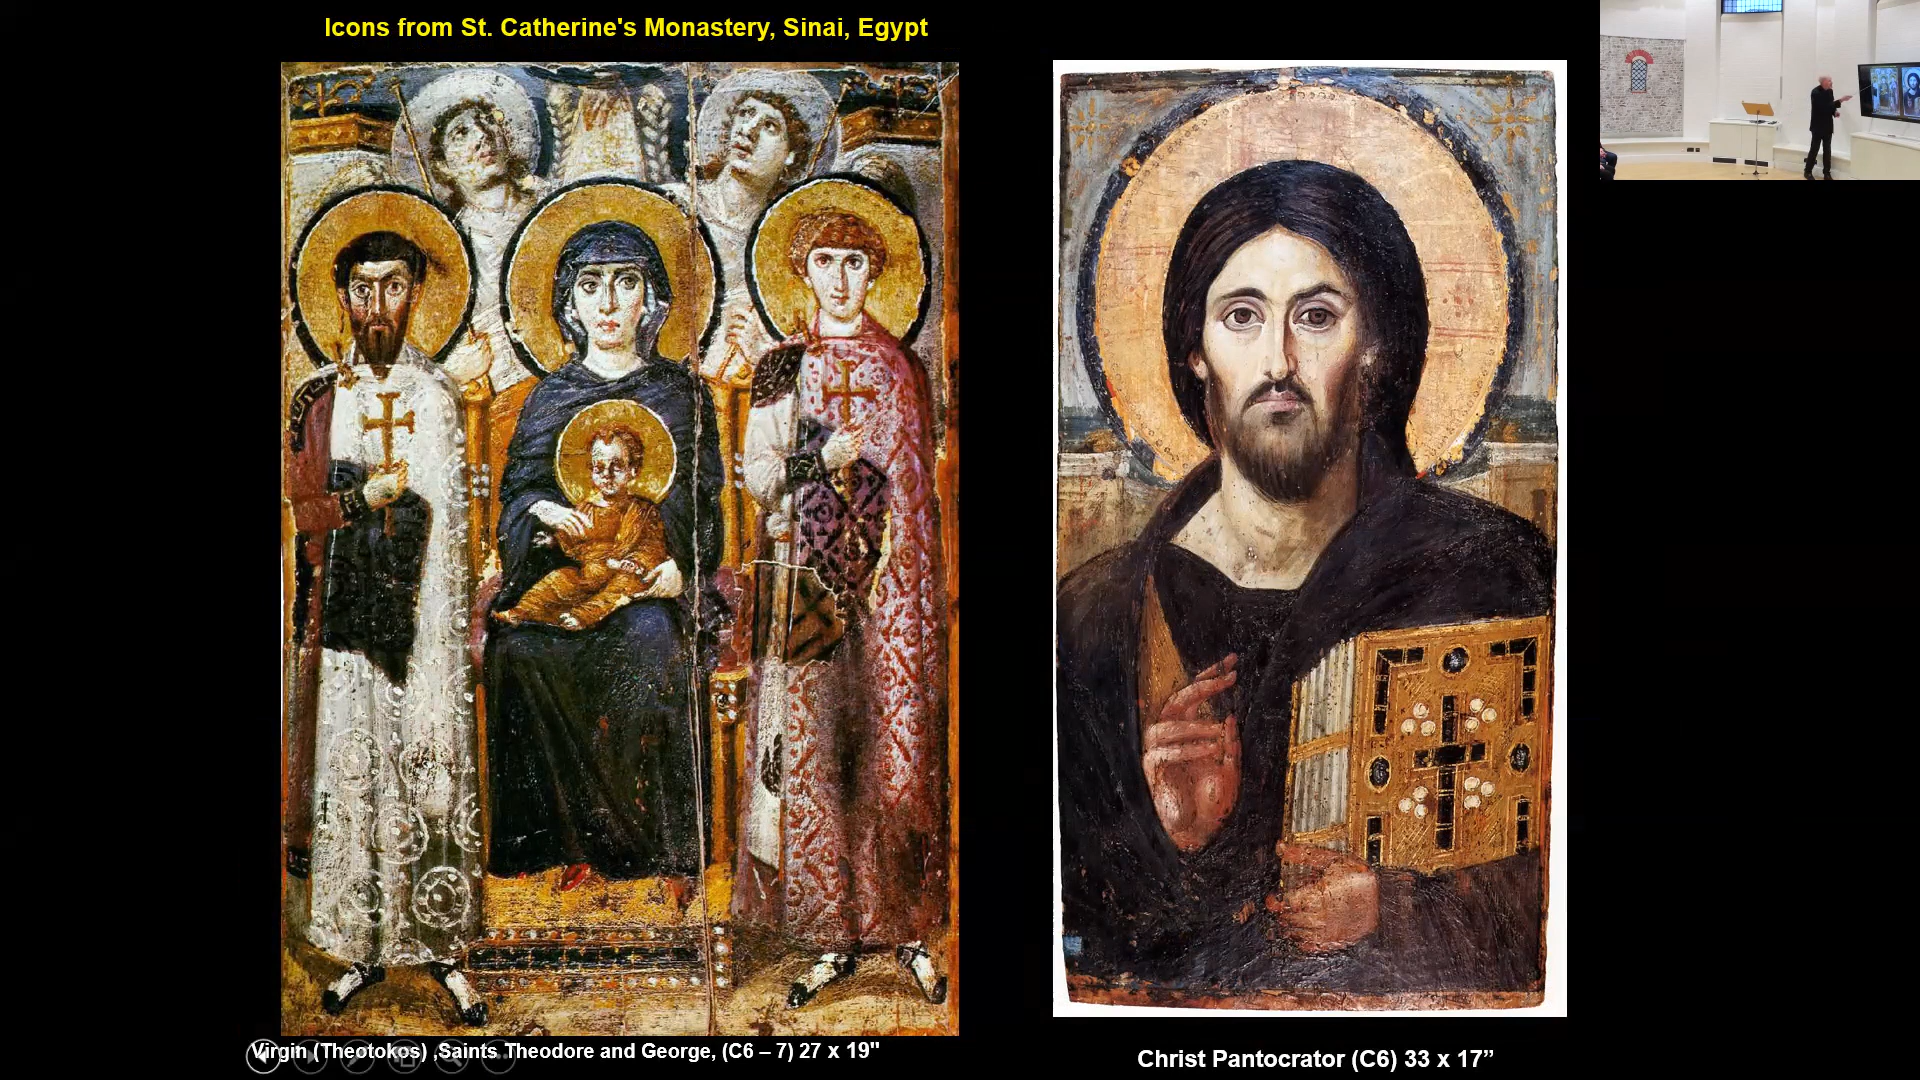 Icons from St. Catherine's Monastery, Sinai, Egypt
Virgin (Theotokos) ,Saints Theodore and George, (C6 – 7) 27 x 19"
Christ Pantocrator (C6) 33 x 17”